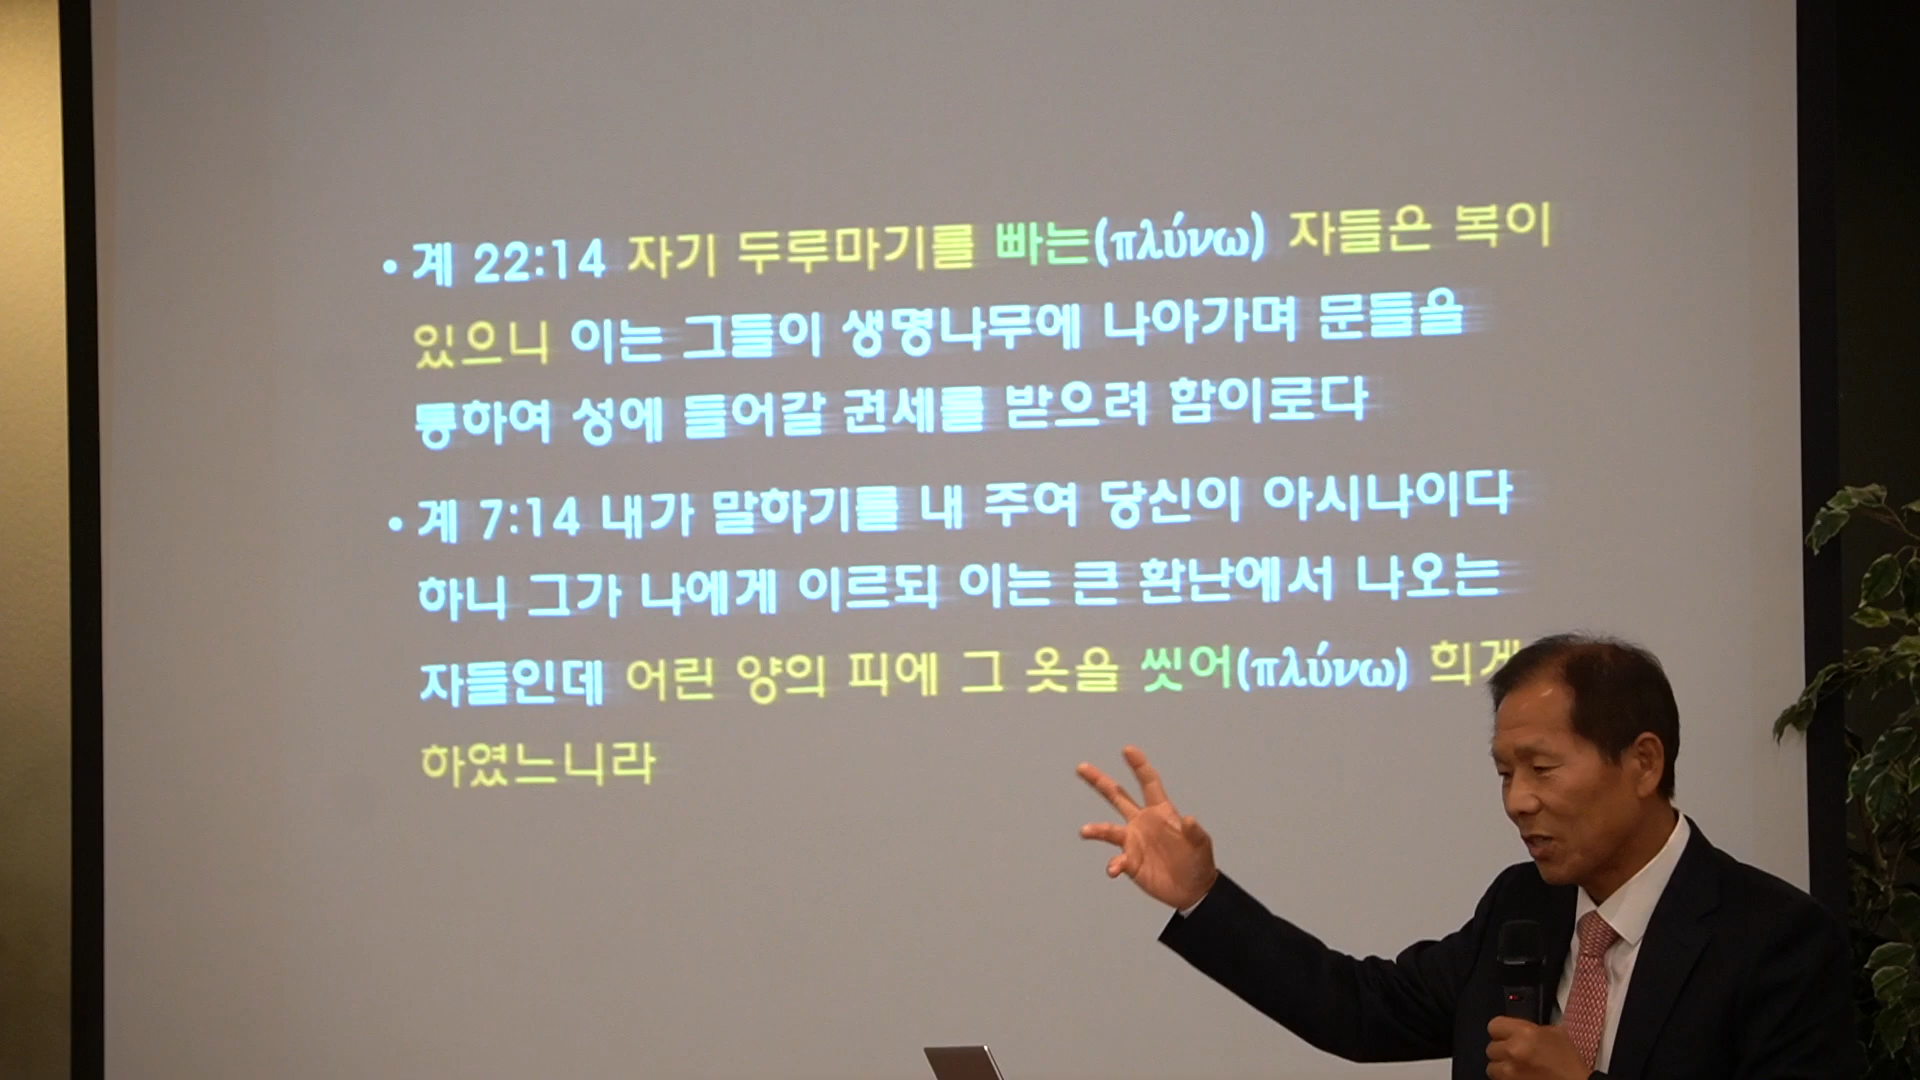 • 계 22:14 자기 두루마기를 빠는(πλύνω) 자들은 복이
있으니 이는 그들이 생명나무에 나아가며 문들을
통하여 성에 들어갈 권세를 받으려 함이로다
• 계 7:14 내가 말하기를 내 주여 당신이 아시나이다
하니 그가 나에게 이르되 이는 큰 환난에서 나오는
자들인데 어린 양의 피에 그 옷을 씻어(πλύνω) 희게
하였느니라